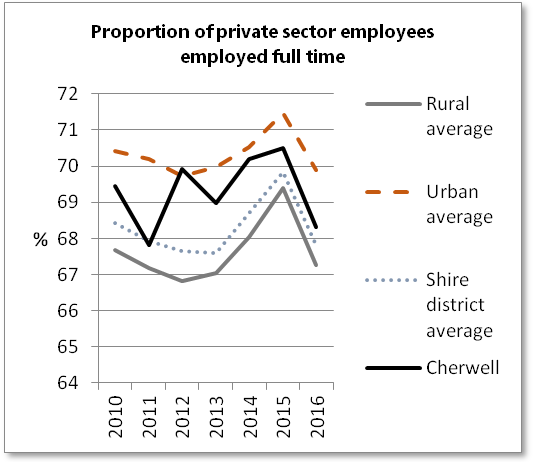 Proportion of private sector employees
employed full time
72
71
70
69
68
67
66
65
64
%
2010
2011
2012
2013
2014
2015
2016
Rural
average
Urban
average
Shire
district
average
Cherwell